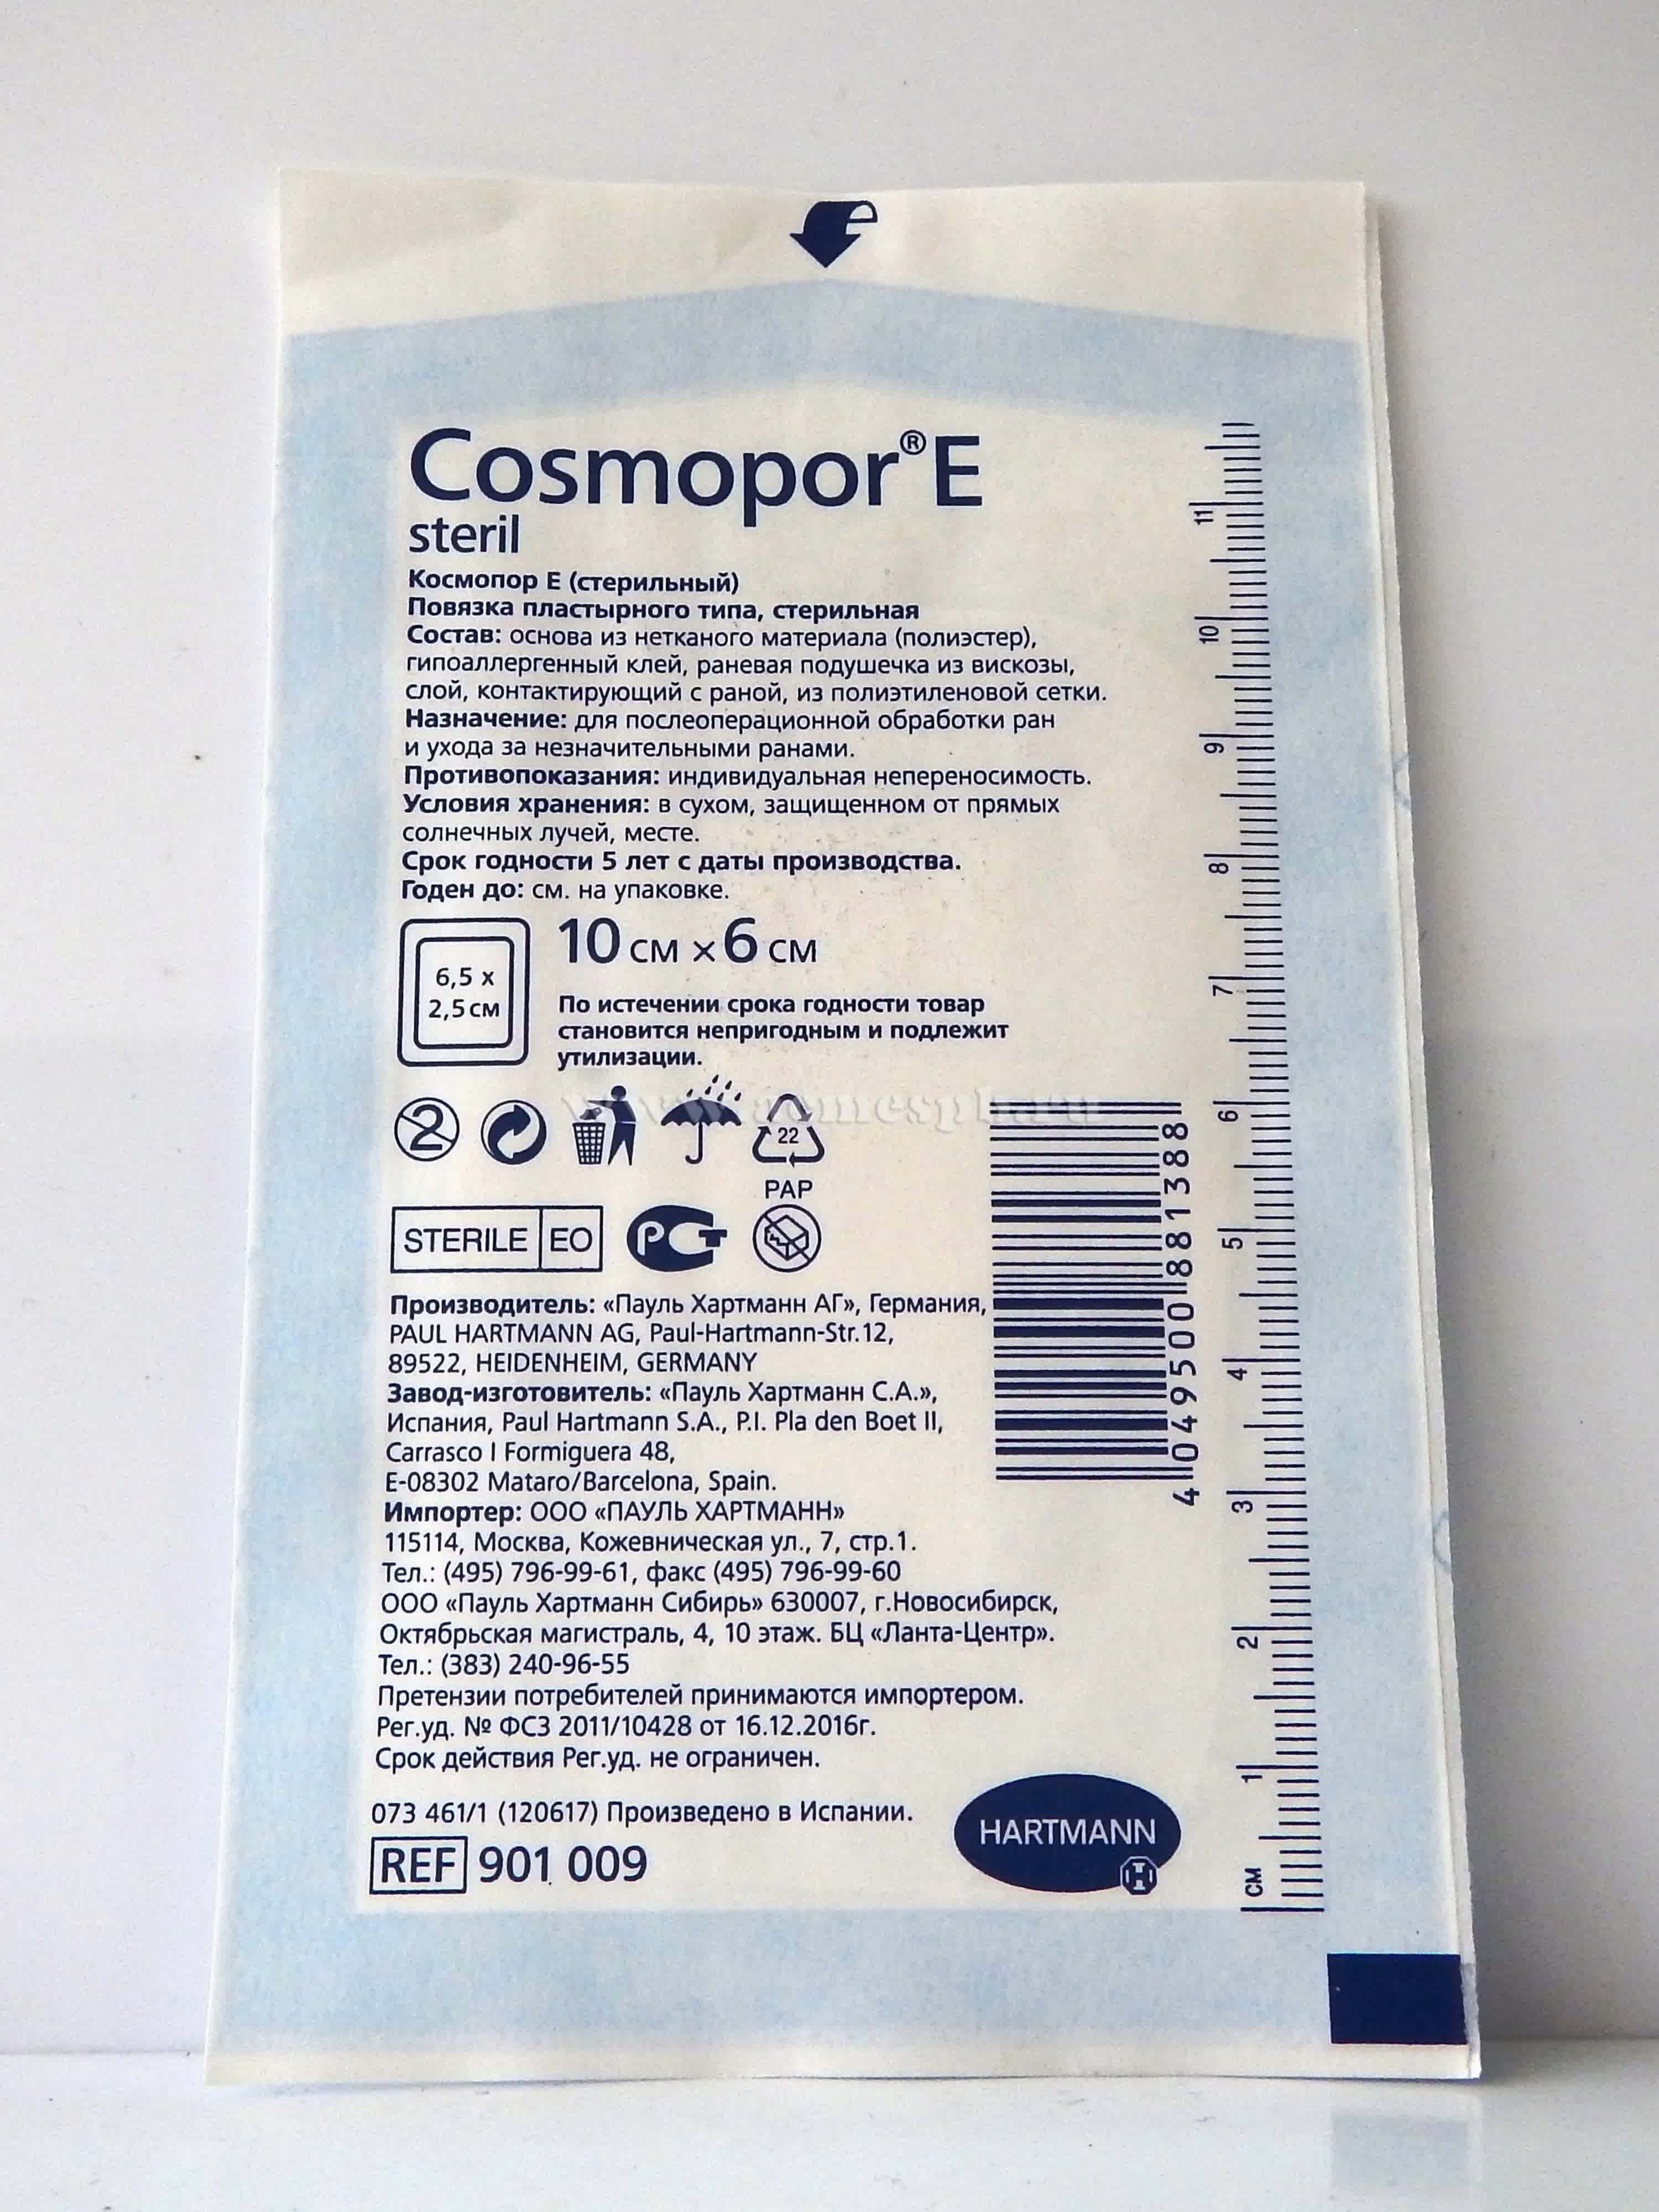 Cosmopor® E
steril
Космопор Е (стерильный)
Повязка пластырного типа, стерильная
Состав: основа из нетканого материала (полиэстер),
гипоаллергенный клей, раневая подушечка из вискозы,
слой, контактирующий с раной, из полиэтиленовой сетки.
Назначение: для послеоперационной обработки ран
и ухода за незначительными ранами.
Противопоказания: индивидуальная непереносимость.
Условия хранения: в сухом, защищенном от прямых
солнечных лучей, месте.
Срок годности 5 лет с даты производства.
Годен до: см. на упаковке.
6,5 x
2,5 см
10 см x 6 см
По истечении срока годности товар
становится непригодным и подлежит
утилизации.
2
22
PAP
STERILE EO
РСТ
Производитель: «Пауль Хартманн АГ», Германия,
PAUL HARTMANN AG, Paul-Hartmann-Str.12,
89522, HEIDENHEIM, GERMANY
Завод-изготовитель: «Пауль Хартманн С.А.»,
Испания, Paul Hartmann S.A., P.I. Pla den Boet II,
Carrasco I Formiguera 48,
E-08302 Mataro/Barcelona, Spain.
Импортер: ООО «ПАУЛЬ ХАРТМАНН»
115114, Москва, Кожевническая ул., 7, стр.1.
Тел.: (495) 796-99-61, факс (495) 796-99-60
ООО «Пауль Хартманн Сибирь» 630007, г.Новосибирск,
Октябрьская магистраль, 4, 10 этаж. БЦ «Ланта-Центр».
Тел.: (383) 240-96-55
Претензии потребителей принимаются импортером.
Рег.уд. № ФСЗ 2011/10428 от 16.12.2016г.
Срок действия Рег.уд. не ограничен.
073 461/1 (120617) Произведено в Испании.
REF 901 009
HARTMANN
4 049500 881388
11
10
9
8
7
6
5
4
3
2
1
см